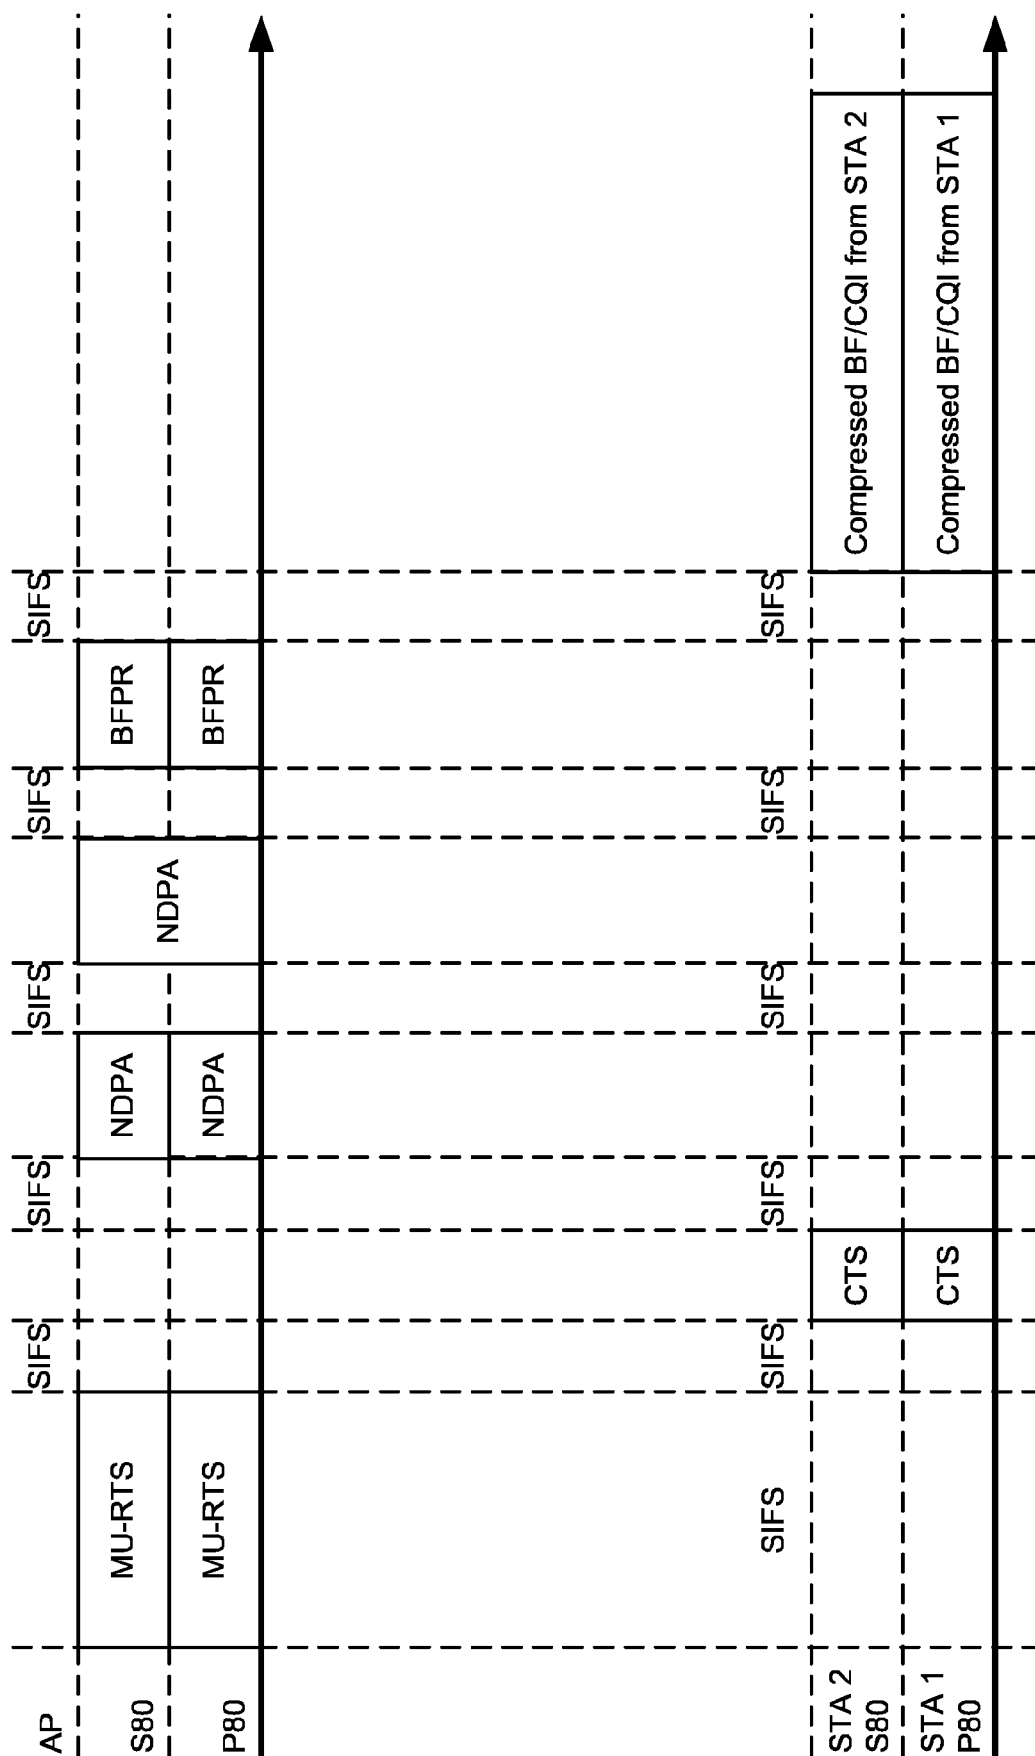 AP
SIFS
SIFS
SIFS
SIFS
SIFS
S80
MU-RTS
NDPA
NDPA
BFPR
P80
MU-RTS
NDPA
BFPR
SIFS
SIFS
SIFS
SIFS
SIFS
SIFS
STA 2
S80
CTS
Compressed BF/CQI from STA 2
STA 1
P80
CTS
Compressed BF/CQI from STA 1